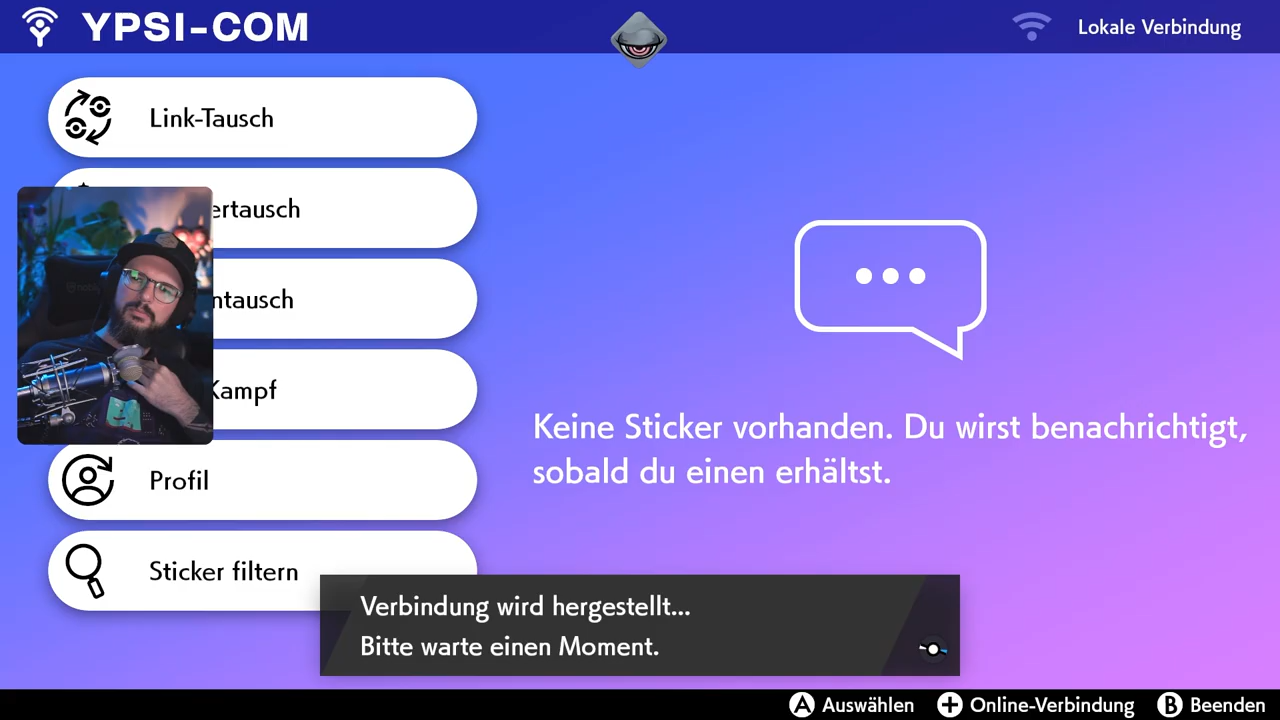 YPSI-COM
Lokale Verbindung
Link-Tausch
ertausch
ntausch
Kampf
Profil
Sticker filtern
Keine Sticker vorhanden. Du wirst benachrichtigt,
sobald du einen erhältst.
Verbindung wird hergestellt...
Bitte warte einen Moment.
A Auswählen
+ Online-Verbindung
B Beenden